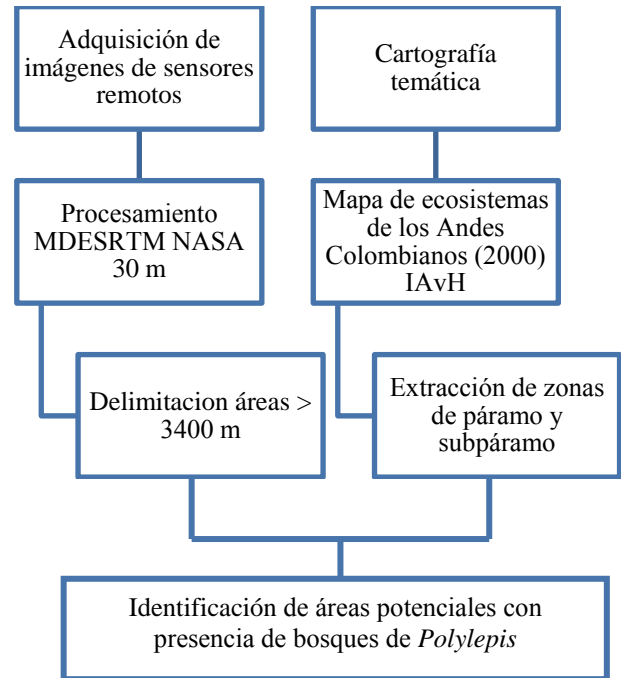 Adquisición de
imágenes de sensores
remotos
Cartografía
temática
Procesamiento
MDESRTM NASA
30 m
Mapa de ecosistemas
de los Andes
Colombianos (2000)
IAvH
Delimitacion áreas >
3400 m
Extracción de zonas
de páramo y
subpáramo
Identificación de áreas potenciales con
presencia de bosques de Polylepis